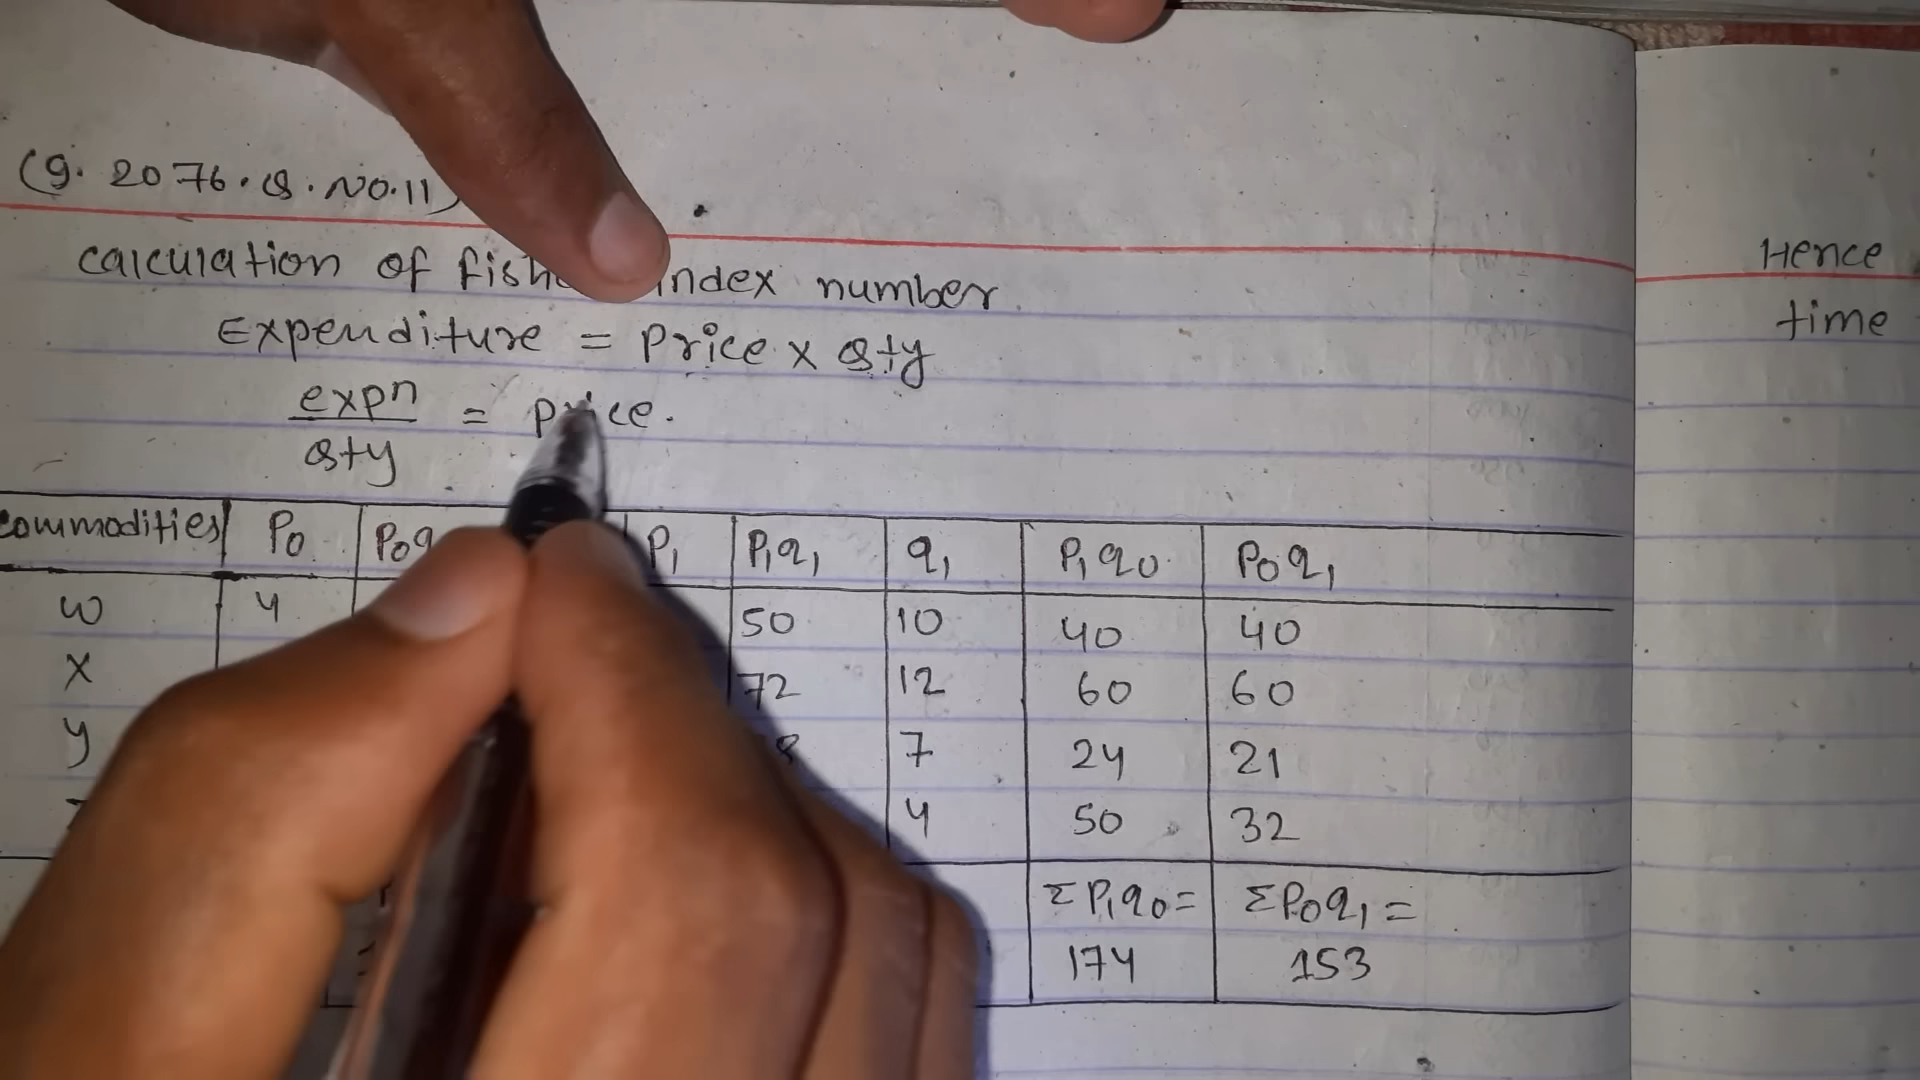 (g. 2076. Q. No. 11)
calculation of index number.
Expenditure = Price × Qty
expn / Qty = price.
commodities P0 P1 P1q1 q1 P1q0 P0q1
W 4 50 10 40 40
X 72 12 60 60
Y 7 24 21
4 50 32
ΣP1q0 = ΣP0q1 =
174 153
Hence
time